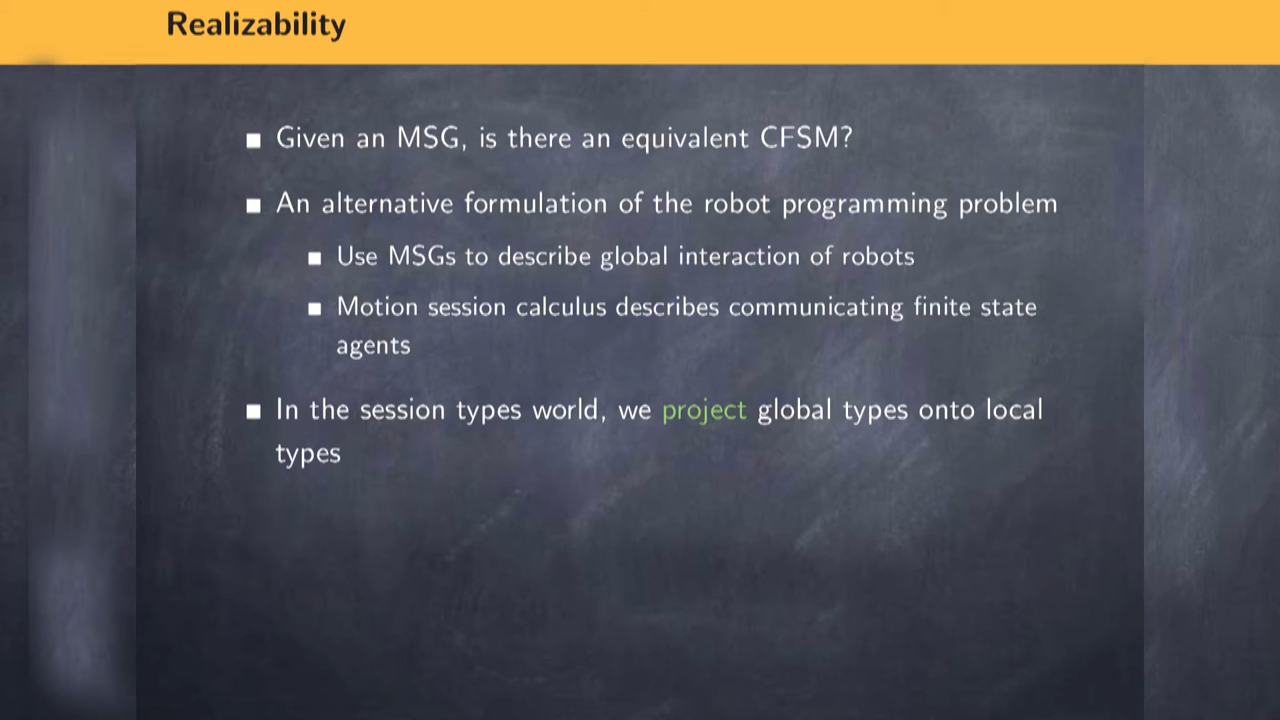 Realizability
Given an MSG, is there an equivalent CFSM?
An alternative formulation of the robot programming problem
Use MSGs to describe global interaction of robots
Motion session calculus describes communicating finite state
agents
In the session types world, we project global types onto local
types